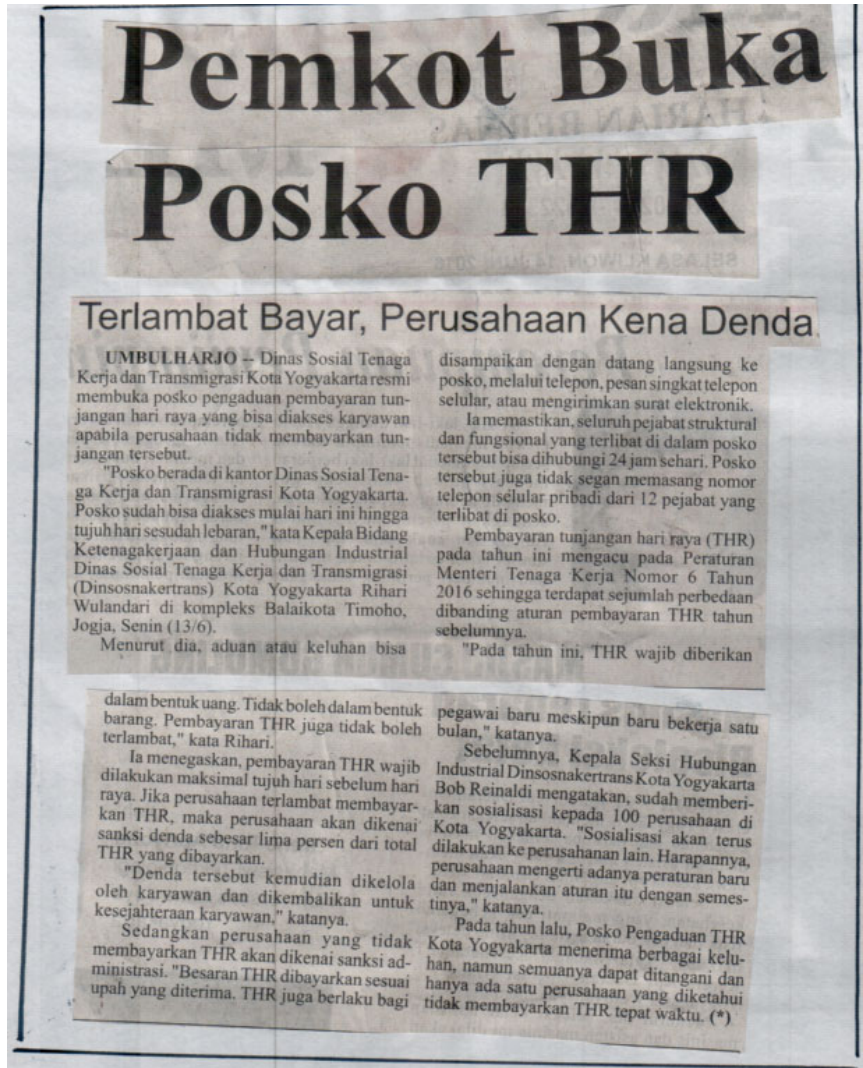 Pemkot Buka
Posko THR
Terlambat Bayar, Perusahaan Kena Denda
UMBULHARJO -- Dinas Sosial Tenaga
Kerja dan Transmigrasi Kota Yogyakarta resmi
membuka posko pengaduan pembayaran tun-
jangan hari raya yang bisa diakses karyawan
apabila perusahaan tidak membayarkan tun-
jangan tersebut.
"Posko berada di kantor Dinas Sosial Tena-
ga Kerja dan Transmigrasi Kota Yogyakarta.
Posko sudah bisa diakses mulai hari ini hingga
tujuh hari sesudah lebaran," kata Kepala Bidang
Ketenagakerjaan dan Hubungan Industrial
Dinas Sosial Tenaga Kerja dan Transmigrasi
(Dinsosnakertrans) Kota Yogyakarta Rihari
Wulandari di kompleks Balaikota Timoho,
Jogja, Senin (13/6).
Menurut dia, aduan atau keluhan bisa
disampaikan dengan datang langsung ke
posko, melalui telepon, pesan singkat telepon
selular, atau mengirimkan surat elektronik.
Ia memastikan, seluruh pejabat struktural
dan fungsional yang terlibat di dalam posko
tersebut bisa dihubungi 24 jam sehari. Posko
tersebut juga tidak segan memasang nomor
telepon selular pribadi dari 12 pejabat yang
terlibat di posko.
Pembayaran tunjangan hari raya (THR)
pada tahun ini mengacu pada Peraturan
Menteri Tenaga Kerja Nomor 6 Tahun
2016 sehingga terdapat sejumlah perbedaan
dibanding aturan pembayaran THR tahun
sebelumnya.
"Pada tahun ini, THR wajib diberikan
dalam bentuk uang. Tidak boleh dalam bentuk
barang. Pembayaran THR juga tidak boleh
terlambat," kata Rihari.
Ia menegaskan, pembayaran THR wajib
dilakukan maksimal tujuh hari sebelum hari
raya. Jika perusahaan terlambat membayar-
kan THR, maka perusahaan akan dikenai
sanksi denda sebesar lima persen dari total
THR yang dibayarkan.
"Denda tersebut kemudian dikelola
oleh karyawan dan dikembalikan untuk
kesejahteraan karyawan," katanya.
Sedangkan perusahaan yang tidak
membayarkan THR akan dikenai sanksi ad-
ministrasi. "Besaran THR dibayarkan sesuai
upah yang diterima. THR juga berlaku bagi
pegawai baru meskipun baru bekerja satu
bulan," katanya.
Sebelumnya, Kepala Seksi Hubungan
Industrial Dinsosnakertrans Kota Yogyakarta
Bob Reinaldi mengatakan, sudah memberi-
kan sosialisasi kepada 100 perusahaan di
Kota Yogyakarta. "Sosialisasi akan terus
dilakukan ke perusahanan lain. Harapannya,
perusahaan mengerti adanya peraturan baru
dan menjalankan aturan itu dengan semes-
tinya," katanya.
Pada tahun lalu, Posko Pengaduan THR
Kota Yogyakarta menerima berbagai kelu-
han, namun semuanya dapat ditangani dan
hanya ada satu perusahaan yang diketahui
tidak membayarkan THR tepat waktu. (*)